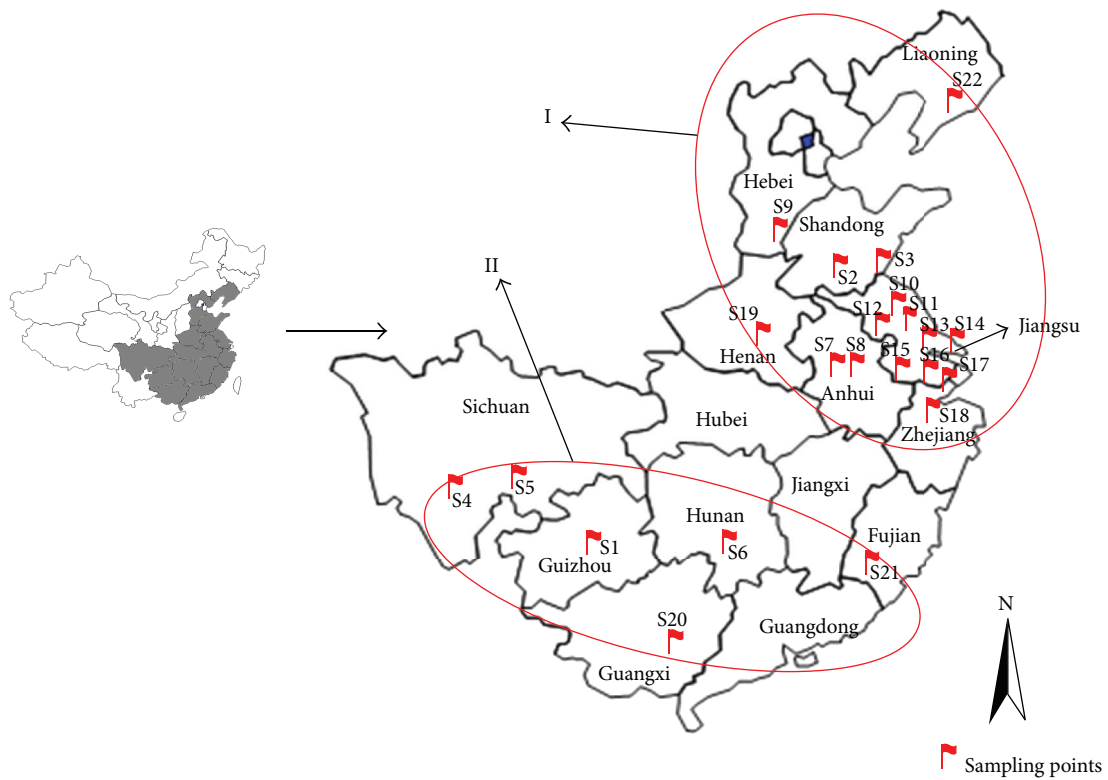 Liaoning
S22
I
Hebei
S9
Shandong
S3
S2
II
S10
S11
S12
S13
S14
Jiangsu
S19
Henan
S7
S8
S15
S16
S17
Anhui
S18
Zhejiang
Sichuan
Hubei
S4
S5
Jiangxi
Hunan
Fujian
S1
Guizhou
S6
S21
S20
Guangdong
Guangxi
N
Sampling points